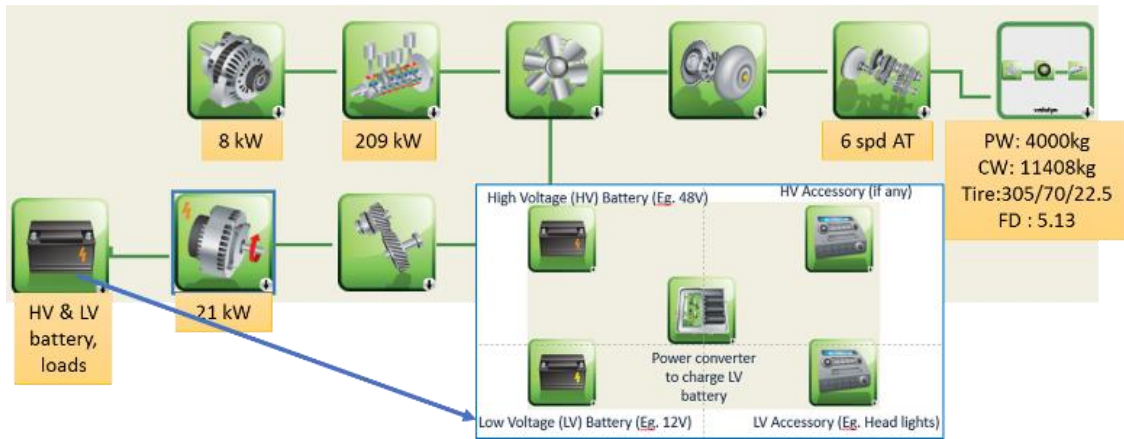 8 kW
209 kW
6 spd AT
PW: 4000kg
CW: 11408kg
Tire:305/70/22.5
FD : 5.13
HV & LV
battery,
loads
21 kW
High Voltage (HV) Battery (Eg. 48V)
HV Accessory (if any)
Power converter
to charge LV
battery
Low Voltage (LV) Battery (Eg. 12V)
LV Accessory (Eg. Head lights)